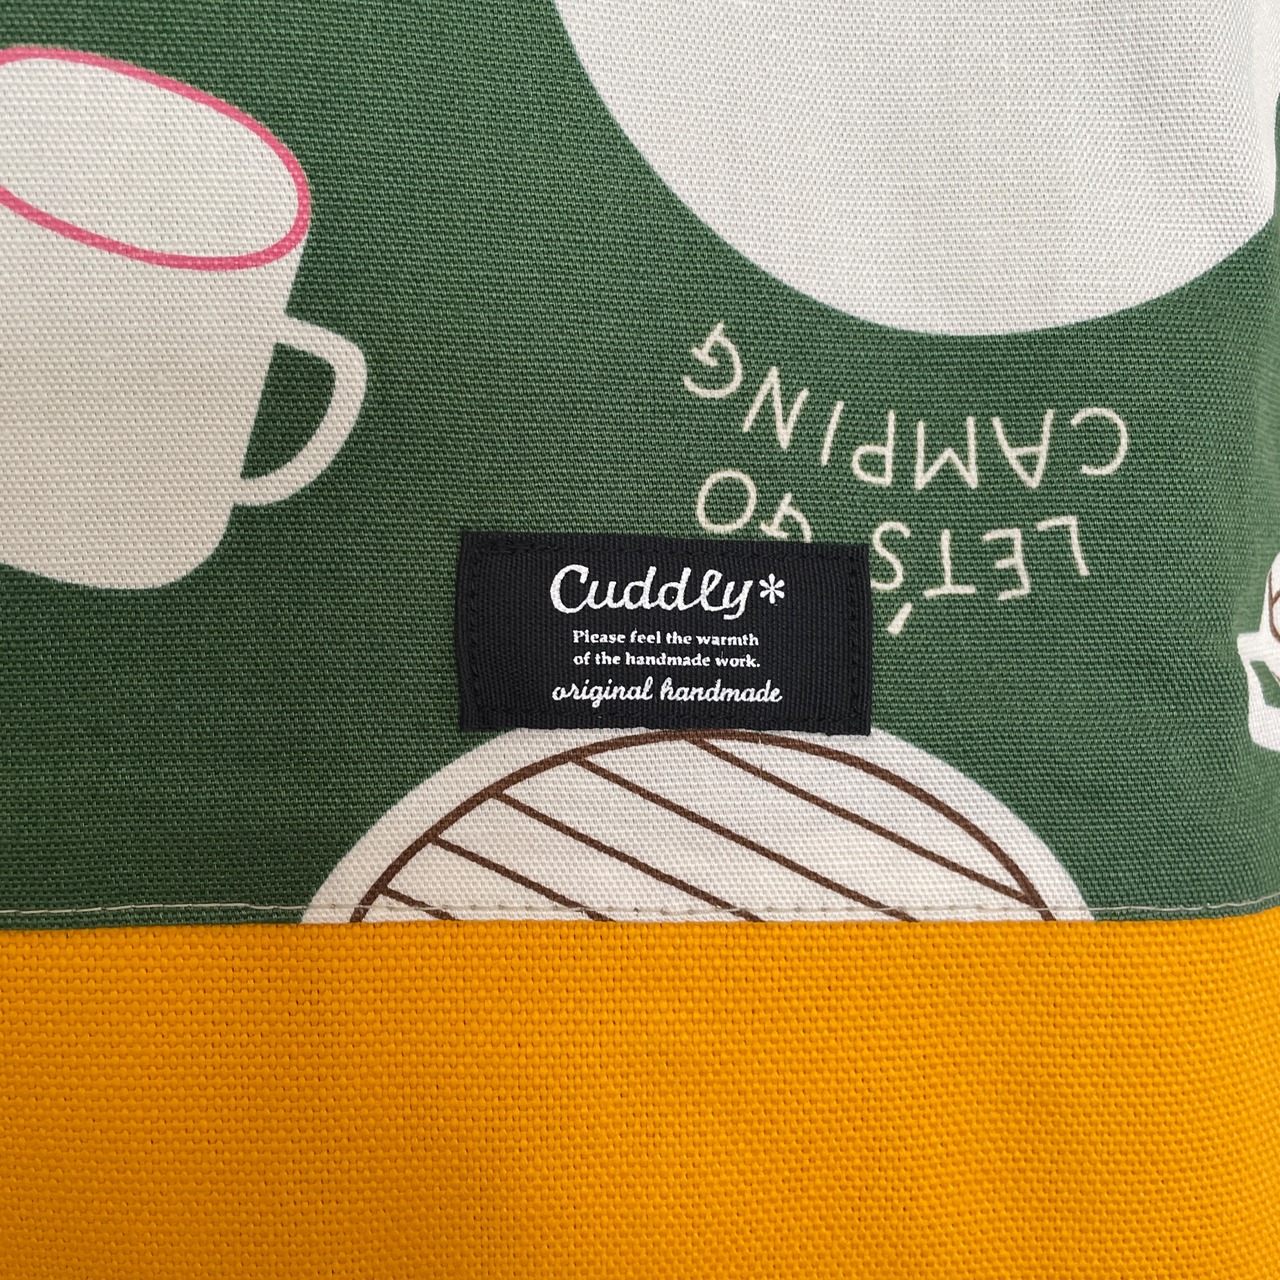 LET'S GO
CAMPING
Cuddly*
Please feel the warmth
of the handmade work.
original handmade